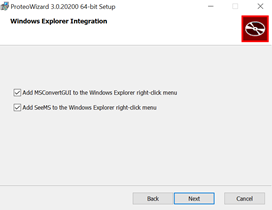 ProteoWizard 3.0.20200 64-bit Setup
Windows Explorer Integration
Add MSConvertGUI to the Windows Explorer right-click menu
Add SeeMS to the Windows Explorer right-click menu
Back Next Cancel